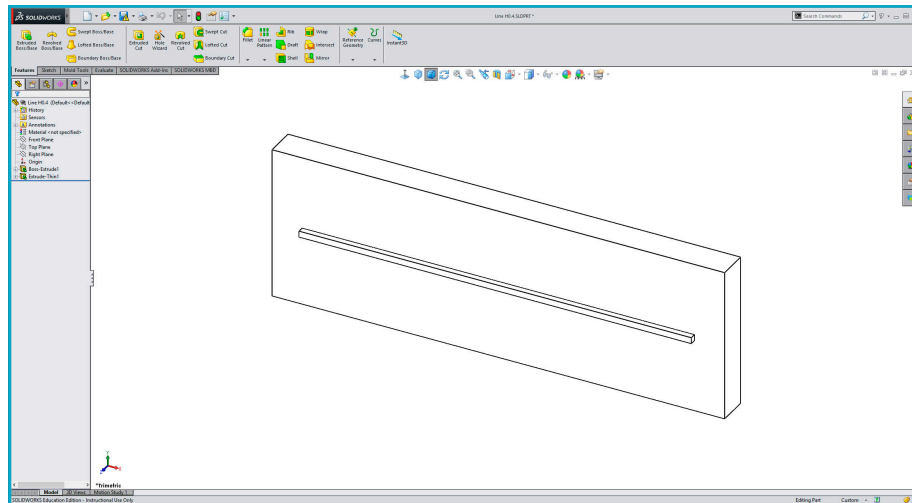 SOLIDWORKS
Line H0.4.SLDPRT *
Search Commands
Extruded Boss/Base
Revolved Boss/Base
Swept Boss/Base
Lofted Boss/Base
Boundary Boss/Base
Extruded Cut
Hole Wizard
Revolved Cut
Swept Cut
Lofted Cut
Boundary Cut
Fillet
Linear Pattern
Rib
Draft
Shell
Wrap
Intersect
Mirror
Reference Geometry
Curves
Instant3D
Features Sketch Mold Tools Evaluate SOLIDWORKS Add-Ins SOLIDWORKS MBD
Line H0.4 (Default<<Default
History
Sensors
Annotations
Material <not specified>
Front Plane
Top Plane
Right Plane
Origin
Boss-Extrude1
Extrude-Thin1
*Trimetric
Model 3D Views Motion Study 1
SOLIDWORKS Education Edition - Instructional Use Only
Editing Part Custom